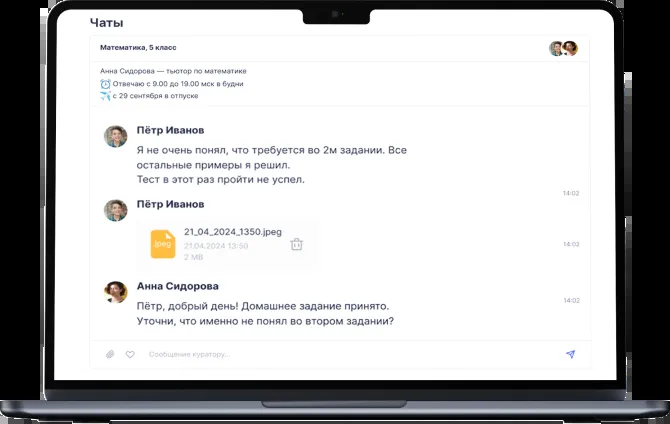 Чаты
Математика, 5 класс
Анна Сидорова — тьютор по математике
⏰ Отвечаю с 9.00 до 19.00 мск в будни
✈️ с 29 сентября в отпуске
Пётр Иванов
Я не очень понял, что требуется во 2м задании. Все
остальные примеры я решил.
Тест в этот раз пройти не успел.
14:02
Пётр Иванов
jpeg
21_04_2024_1350.jpeg
21.04.2024 13:50
2 MB
14:02
Анна Сидорова
Пётр, добрый день! Домашнее задание принято.
Уточни, что именно не понял во втором задании?
14:02
Сообщение куратору...